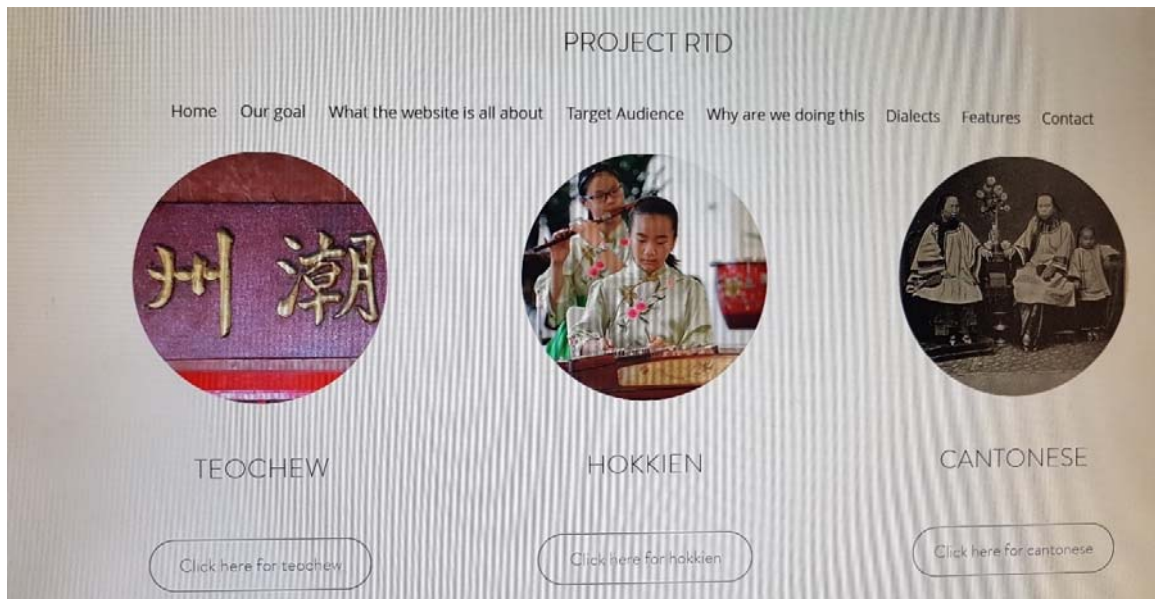 PROJECT RTD
Home Our goal What the website is all about Target Audience Why are we doing this Dialects Features Contact
州 潮
TEOCHEW HOKKIEN CANTONESE
Click here for teochew Click here for hokkien Click here for cantonese